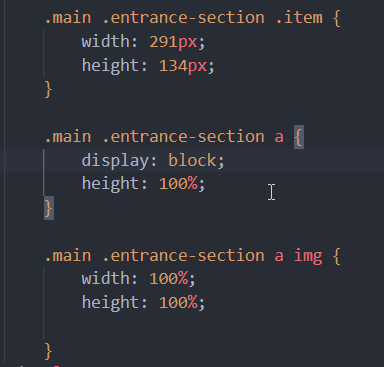 .main .entrance-section .item {
width: 291px;
height: 134px;
}
.main .entrance-section a {
display: block;
height: 100%;
}
.main .entrance-section a img {
width: 100%;
height: 100%;
}